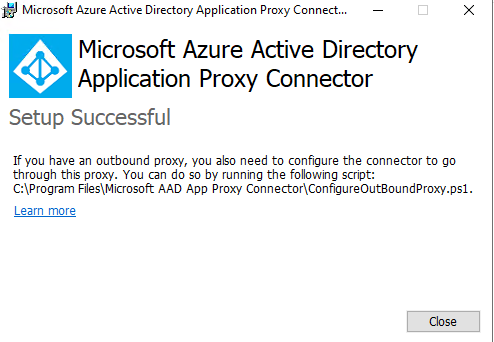 Microsoft Azure Active Directory Application Proxy Connect...
Microsoft Azure Active Directory
Application Proxy Connector
Setup Successful
If you have an outbound proxy, you also need to configure the connector to go
through this proxy. You can do so by running the following script:
C:\Program Files\Microsoft AAD App Proxy Connector\ConfigureOutBoundProxy.ps1.
Learn more
Close